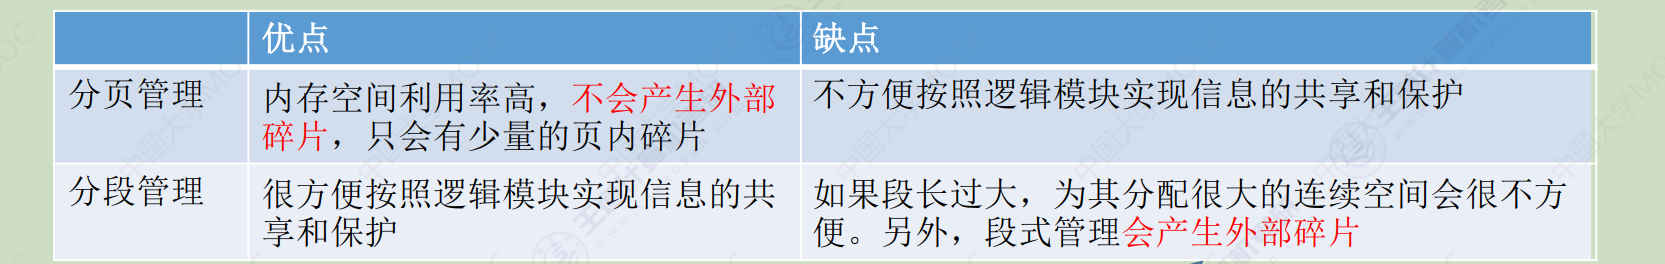 优点
缺点
分页管理
内存空间利用率高，不会产生外部
碎片，只会有少量的页内碎片
不方便按照逻辑模块实现信息的共享和保护
分段管理
很方便按照逻辑模块实现信息的共
享和保护
如果段长过大，为其分配很大的连续空间会很不方
便。另外，段式管理会产生外部碎片